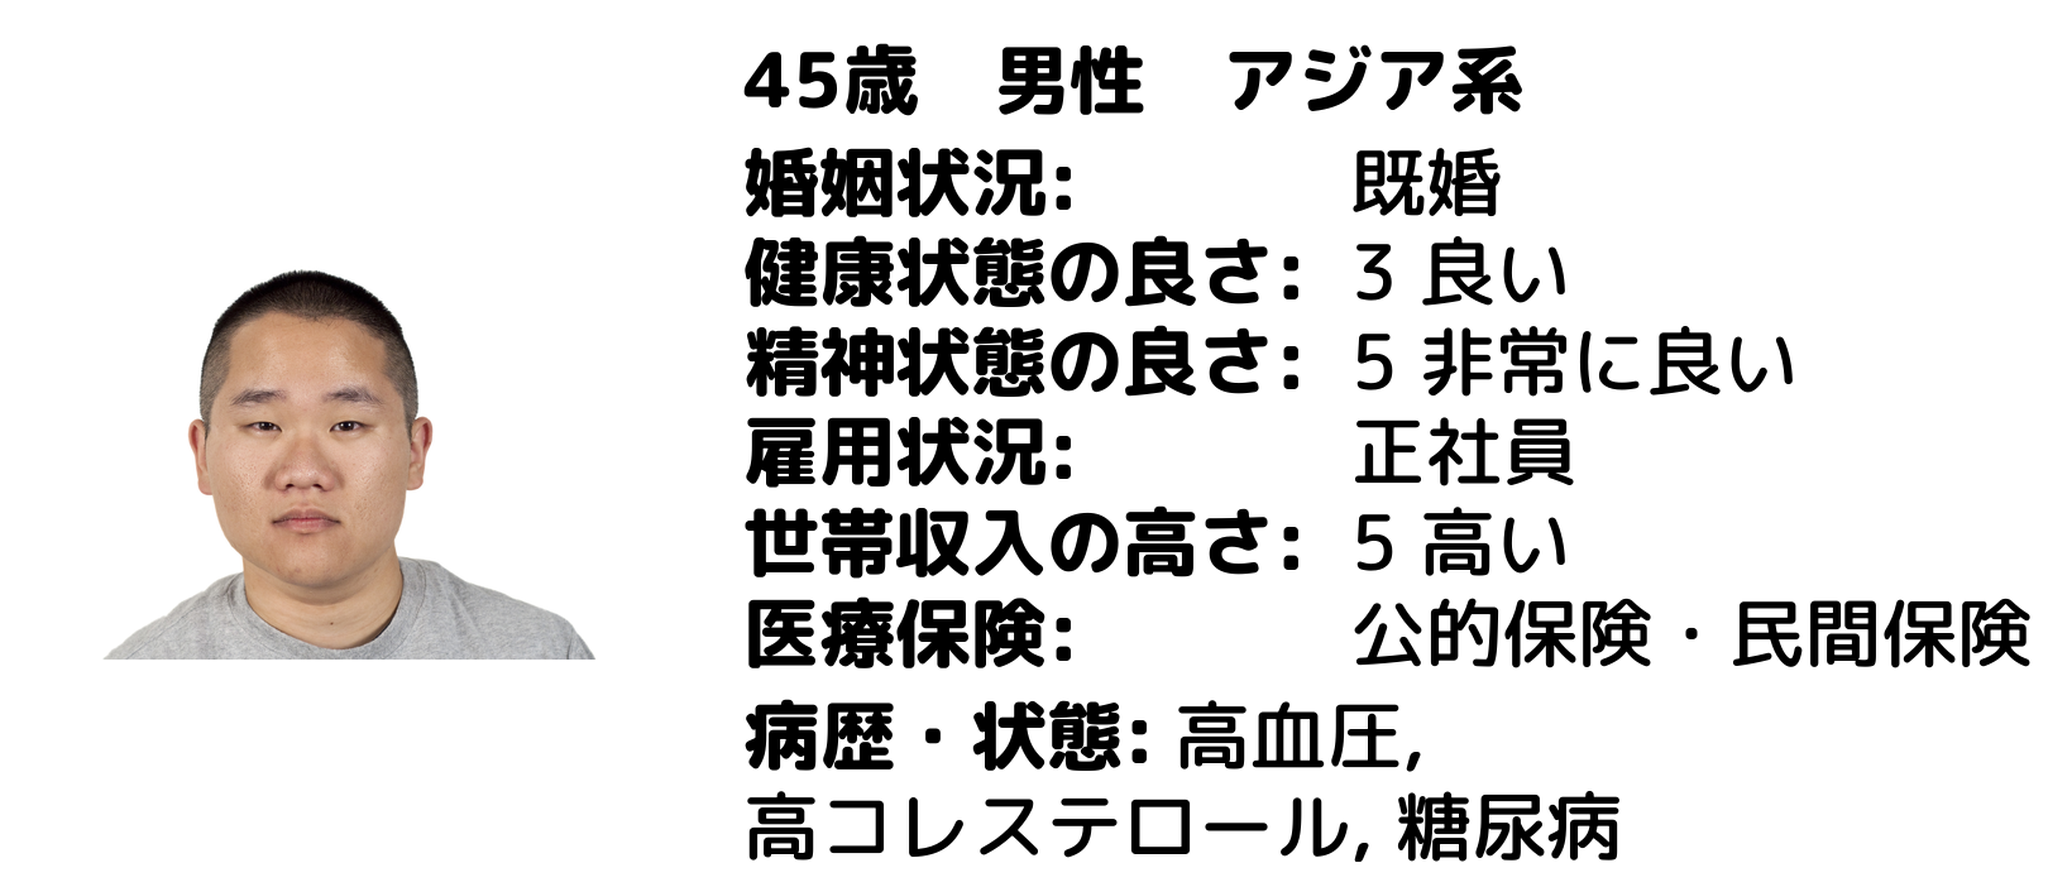 45歳　男性　アジア系
婚姻状況: 既婚
健康状態の良さ: 3 良い
精神状態の良さ: 5 非常に良い
雇用状況: 正社員
世帯収入の高さ: 5 高い
医療保険: 公的保険・民間保険
病歴・状態: 高血圧,
高コレステロール, 糖尿病